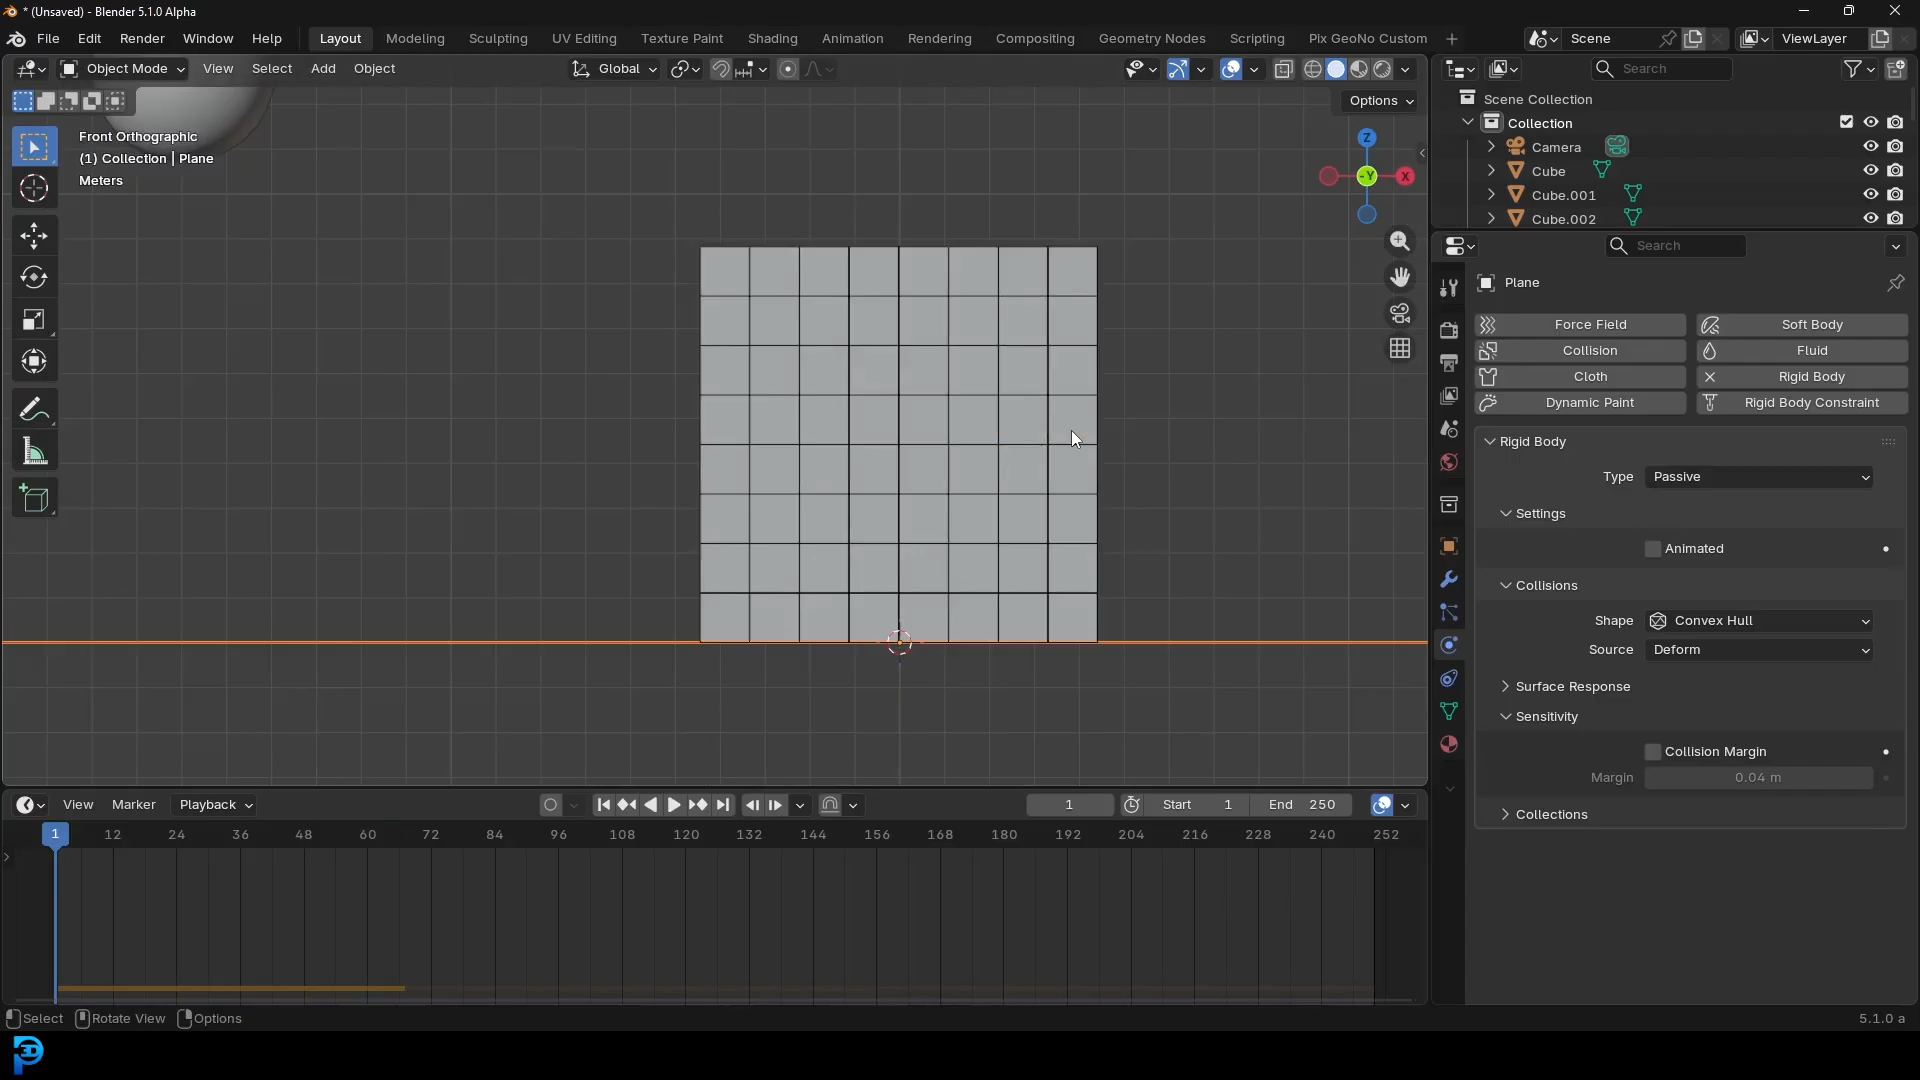 * (Unsaved) - Blender 5.1.0 Alpha
File Edit Render Window Help Layout Modeling Sculpting UV Editing Texture Paint Shading Animation Rendering Compositing Geometry Nodes Scripting Pix GeoNo Custom + Scene ViewLayer
Object Mode View Select Add Object Global Search
Options
Front Orthographic
(1) Collection | Plane
Meters
Z
-Y X
Scene Collection
Collection
Camera
Cube
Cube.001
Cube.002
Search
Plane
Force Field Soft Body
Collision Fluid
Cloth Rigid Body
Dynamic Paint Rigid Body Constraint
Rigid Body
Type Passive
Settings
Animated
Collisions
Shape Convex Hull
Source Deform
Surface Response
Sensitivity
Collision Margin
Margin 0.04 m
Collections
View Marker Playback 1 Start 1 End 250
1 12 24 36 48 60 72 84 96 108 120 132 144 156 168 180 192 204 216 228 240 252
Select Rotate View Options 5.1.0 a